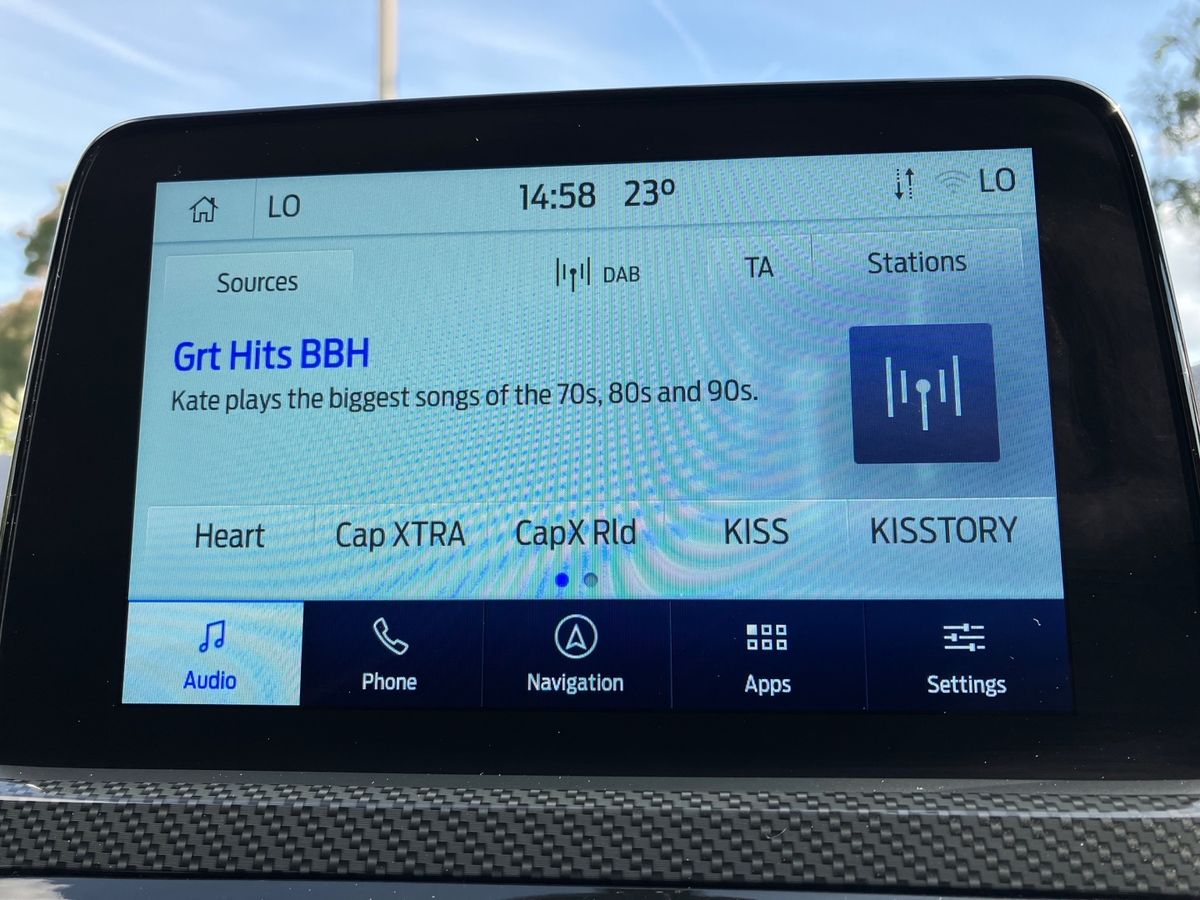 LO 14:58 23° LO
Sources DAB TA Stations
Grt Hits BBH
Kate plays the biggest songs of the 70s, 80s and 90s.
Heart Cap XTRA CapX Rld KISS KISSTORY
Audio Phone Navigation Apps Settings